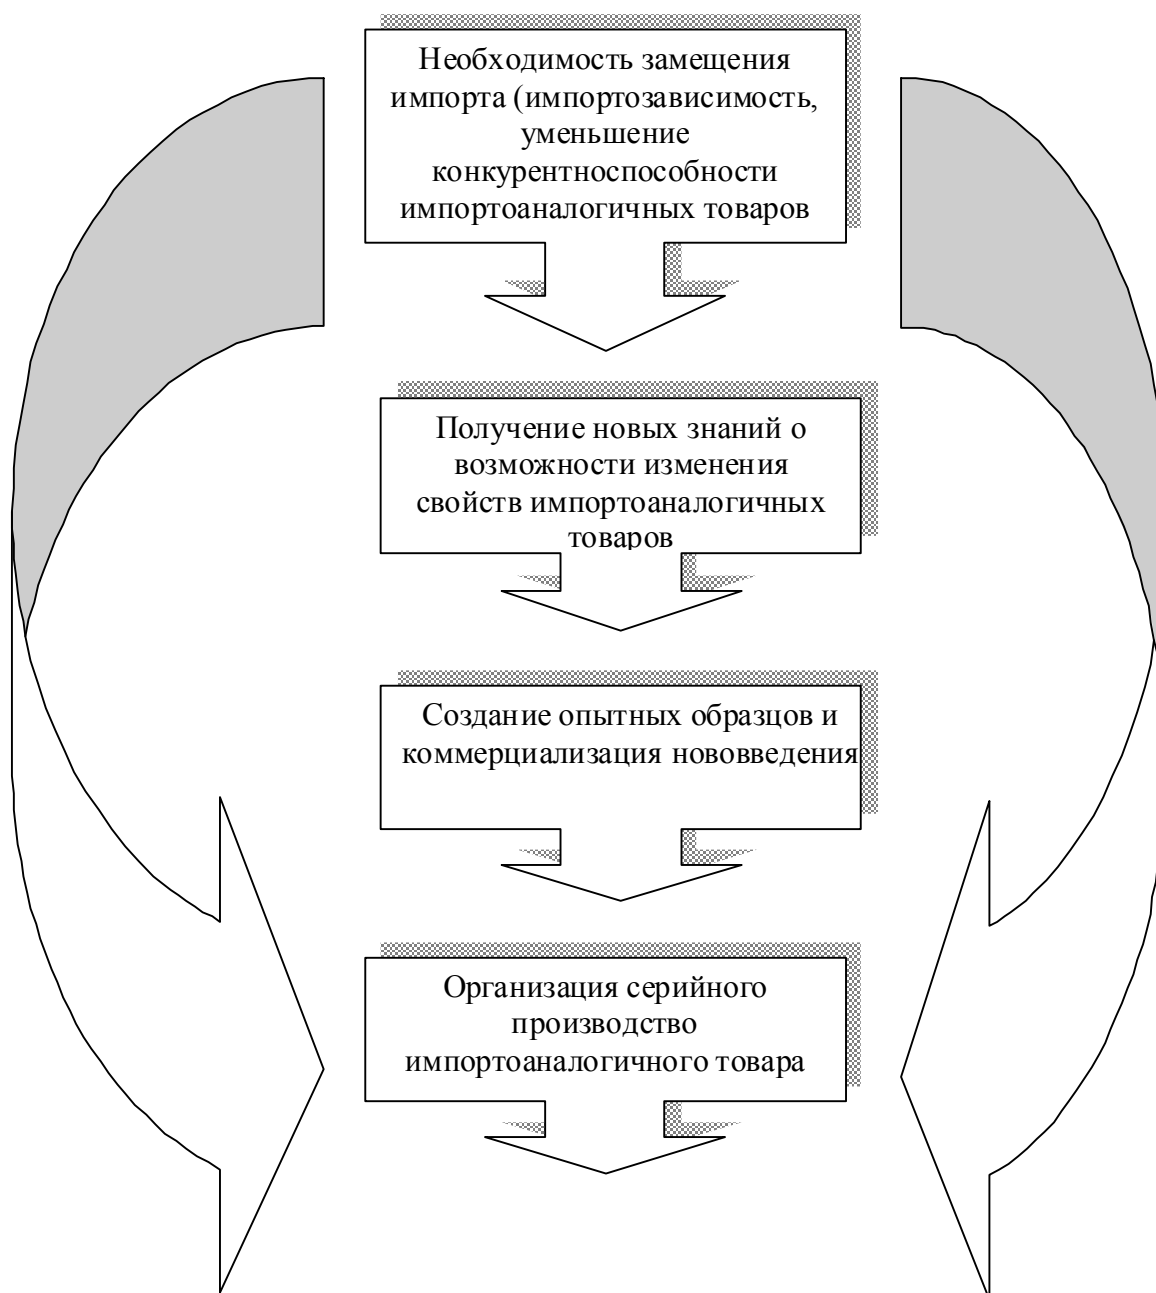 Необходимость замещения
импорта (импортозависимость,
уменьшение
конкурентноспособности
импортоаналогичных товаров
Получение новых знаний о
возможности изменения
свойств импортоаналогичных
товаров
Создание опытных образцов и
коммерциализация нововведения
Организация серийного
производство
импортоаналогичного товара